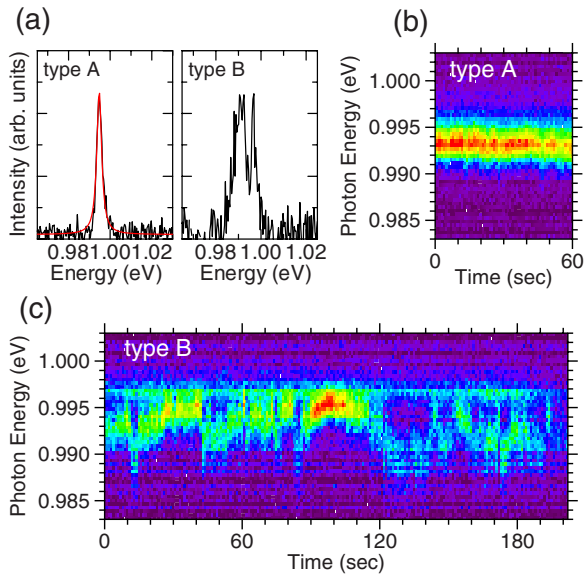 (a)
type A
type B
Intensity (arb. units)
0.98 1.00 1.02
0.98 1.00 1.02
Energy (eV)
Energy (eV)
(b)
type A
Photon Energy (eV)
1.000
0.995
0.990
0.985
0
60
Time (sec)
(c)
type B
Photon Energy (eV)
1.000
0.995
0.990
0.985
0
60
120
180
Time (sec)